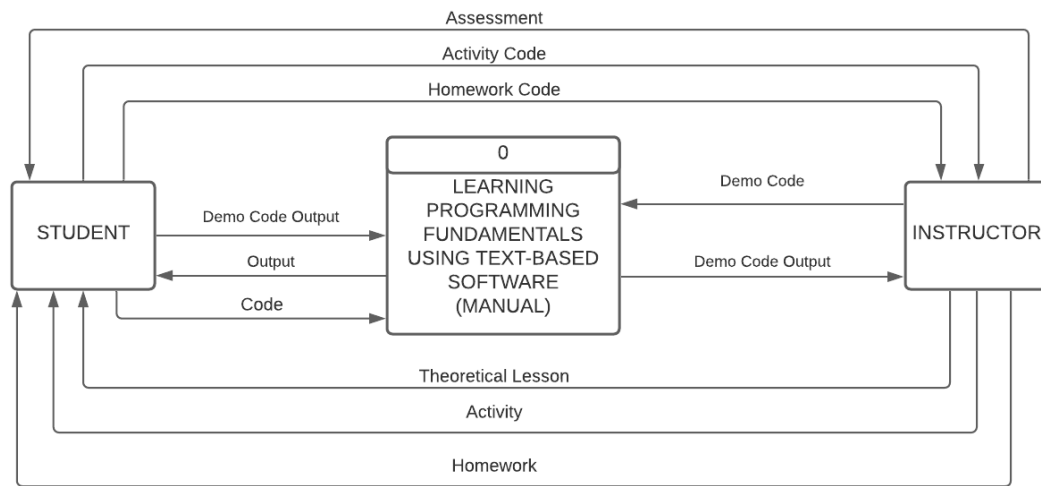 Assessment
Activity Code
Homework Code
0
LEARNING
PROGRAMMING
FUNDAMENTALS
USING TEXT-BASED
SOFTWARE
(MANUAL)
STUDENT
Demo Code Output
Output
Code
Demo Code
Demo Code Output
INSTRUCTOR
Theoretical Lesson
Activity
Homework